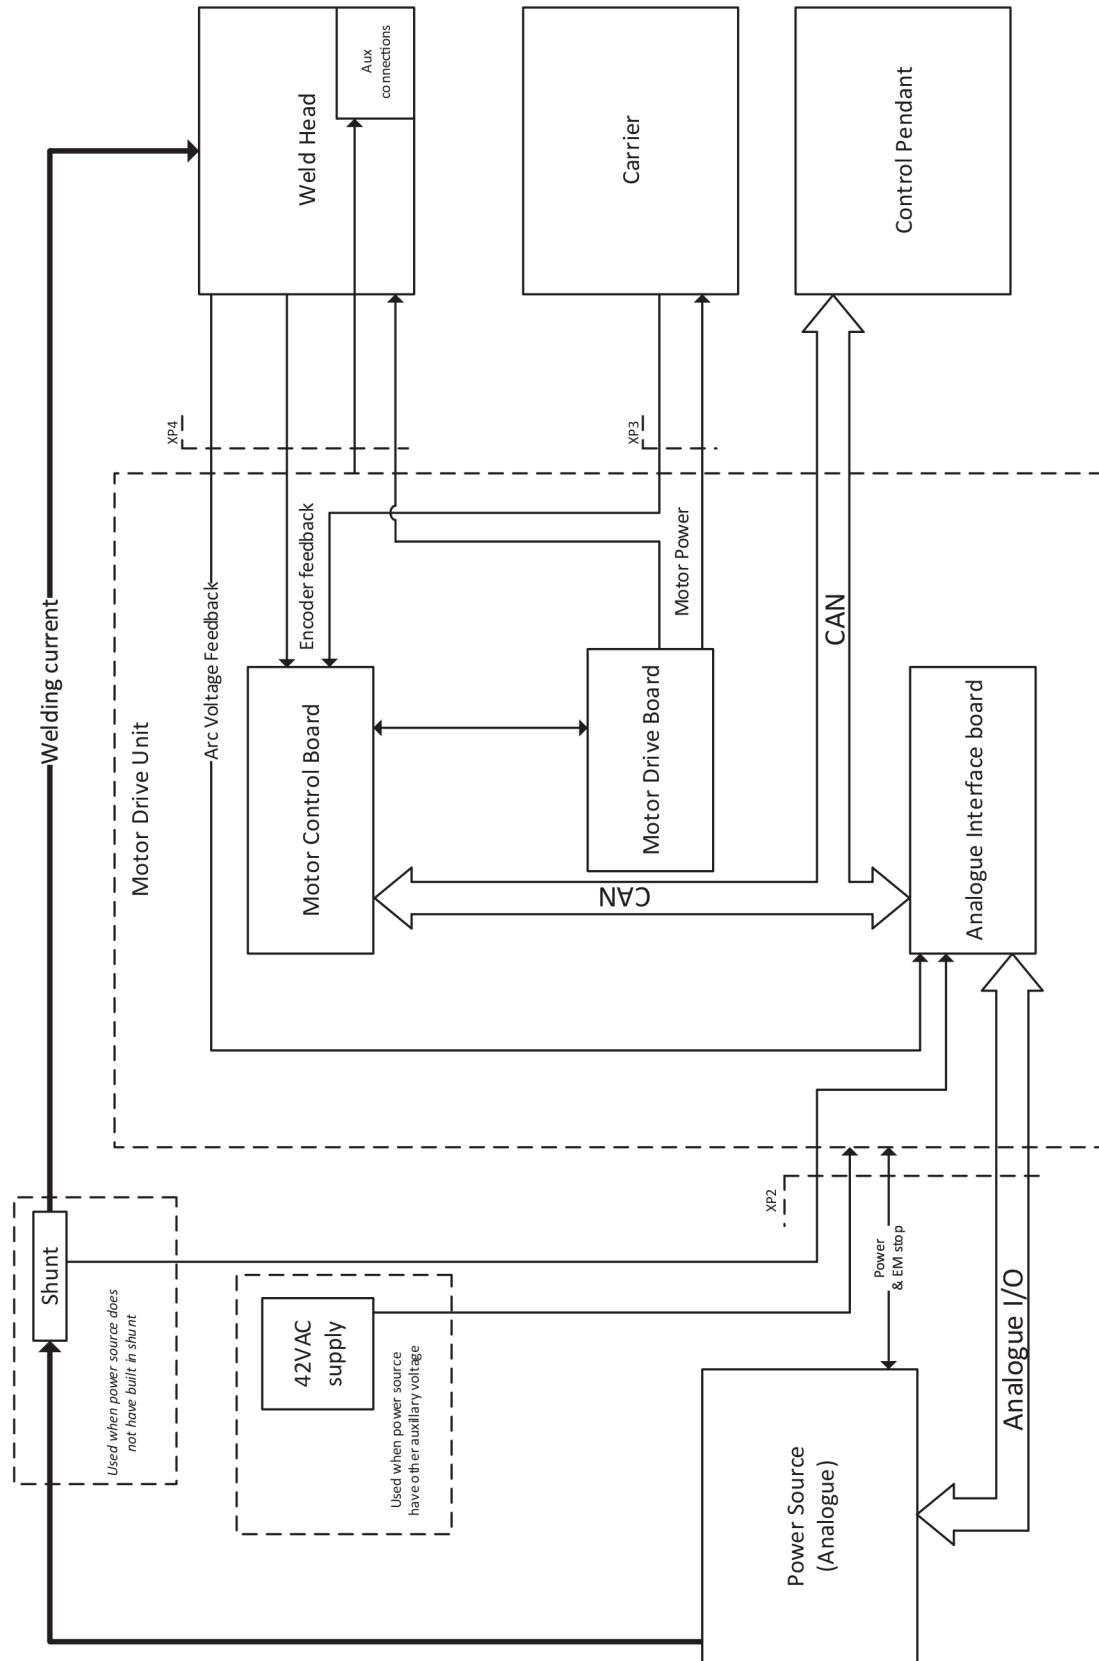 Welding current
Shunt
Used when power source does
not have built in shunt
42VAC
supply
Used when power source
have other auxillary voltage
Power Source
(Analogue)
Power
& EM stop
Analogue I/O
XP2
Motor Drive Unit
Arc Voltage Feedback
Motor Control Board
Encoder feedback
Motor Drive Board
Motor Power
CAN
CAN
Analogue Interface board
XP4
XP3
Weld Head
Aux
connections
Carrier
Control Pendant